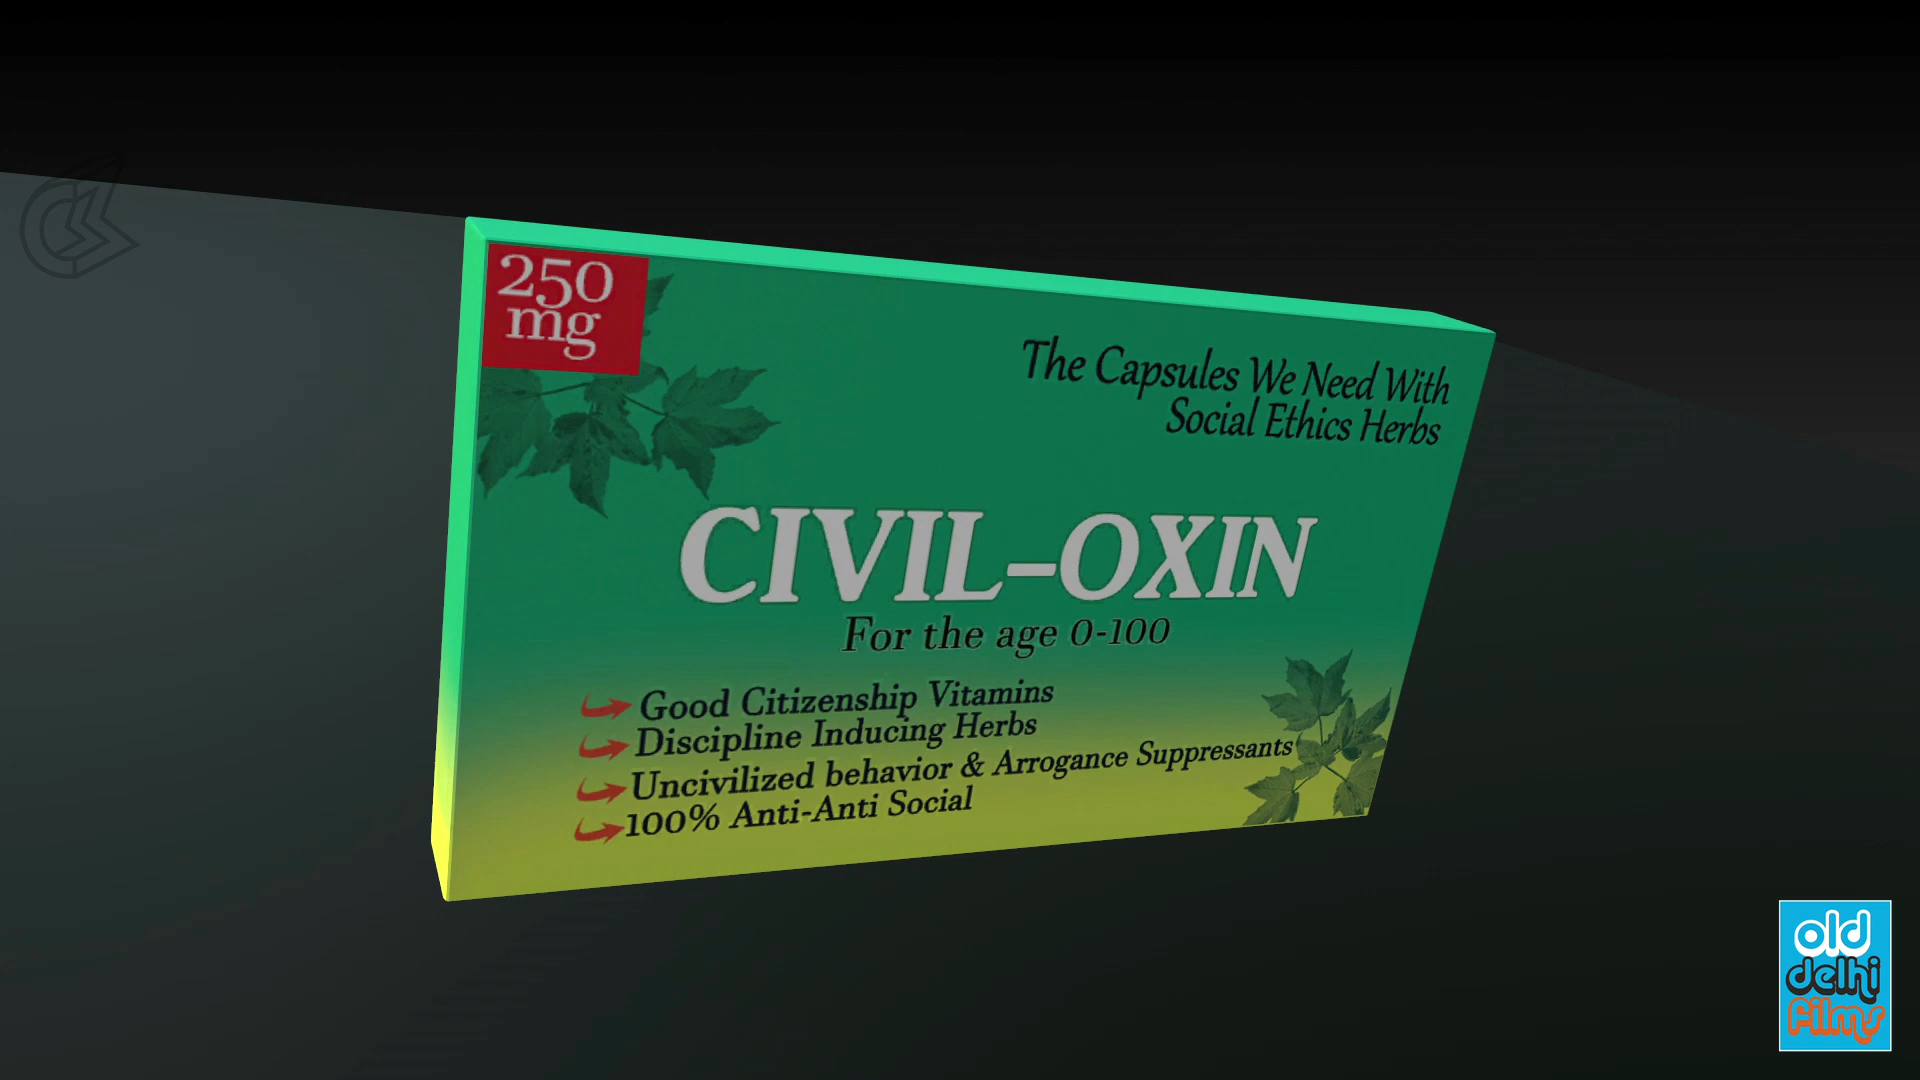 250
mg
The Capsules We Need With
Social Ethics Herbs
CIVIL-OXIN
For the age 0-100
Good Citizenship Vitamins
Discipline Inducing Herbs
Uncivilized behavior & Arrogance Suppressants
100% Anti-Anti Social
old
delhi
films